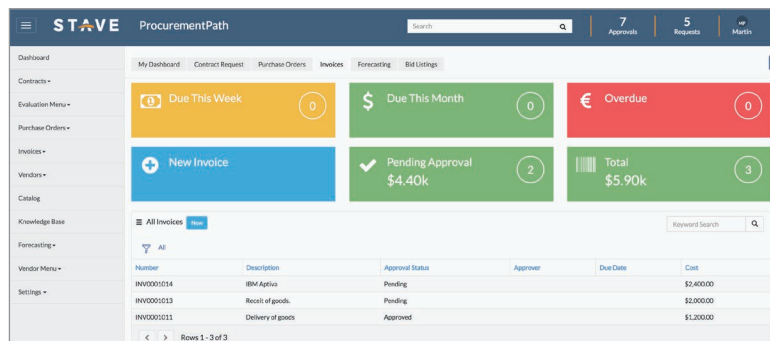 STAVE ProcurementPath Search 7 Approvals 5 Requests MP Martin
Dashboard
Contracts
Evaluation Menu
Purchase Orders
Invoices
Vendors
Catalog
Knowledge Base
Forecasting
Vendor Menu
Settings
My Dashboard Contract Request Purchase Orders Invoices Forecasting Bid Listings
Due This Week 0
$ Due This Month 0
€ Overdue 0
New Invoice
Pending Approval 2
$4.40k
Total 3
$5.90k
All Invoices New Keyword Search
All
Number Description Approval Status Approver Due Date Cost
INV0001014 IBM Aptiva Pending $2,400.00
INV0001013 Receit of goods. Pending $2,000.00
INV0001011 Delivery of goods Approved $1,200.00
< > Rows 1 - 3 of 3